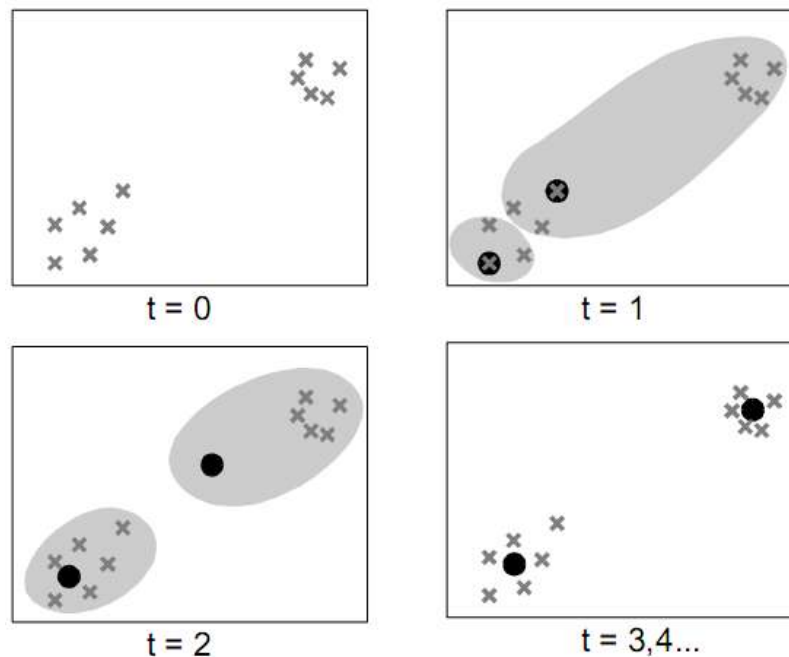 t = 0
t = 1
t = 2
t = 3,4...